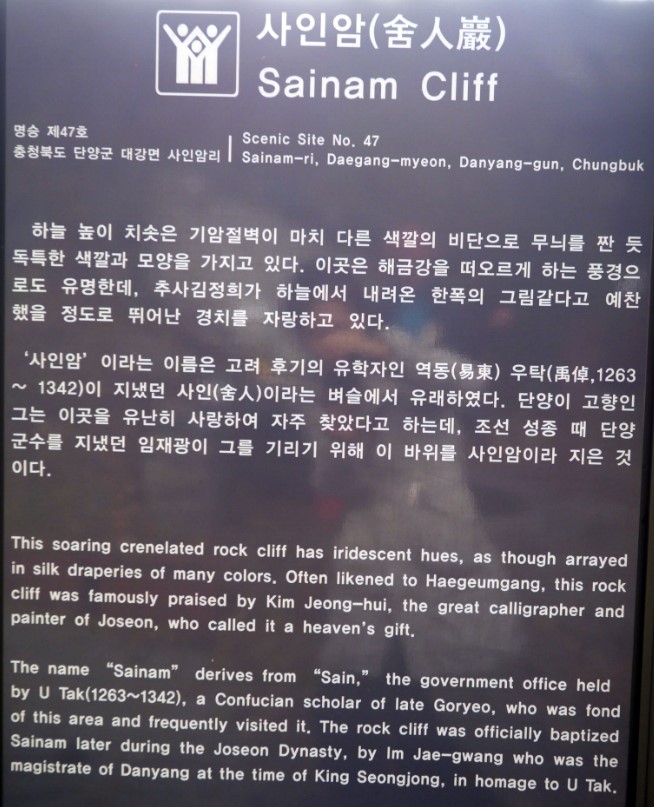 사인암(舍人巖)
Sainam Cliff
명승 제47호
충청북도 단양군 대강면 사인암리
Scenic Site No. 47
Sainam-ri, Daegang-myeon, Danyang-gun, Chungbuk
하늘 높이 치솟은 기암절벽이 마치 다른 색깔의 비단으로 무늬를 짠 듯
독특한 색깔과 모양을 가지고 있다. 이곳은 해금강을 떠오르게 하는 풍경으
로도 유명한데, 추사김정희가 하늘에서 내려온 한폭의 그림같다고 예찬
했을 정도로 뛰어난 경치를 자랑하고 있다.
‘사인암’ 이라는 이름은 고려 후기의 유학자인 역동(易東) 우탁(禹倬,1263
~ 1342)이 지냈던 사인(舍人)이라는 벼슬에서 유래하였다. 단양이 고향인
그는 이곳을 유난히 사랑하여 자주 찾았다고 하는데, 조선 성종 때 단양
군수를 지냈던 임재광이 그를 기리기 위해 이 바위를 사인암이라 지은 것
이다.
This soaring crenelated rock cliff has iridescent hues, as though arrayed
in silk draperies of many colors. Often likened to Haegeumgang, this rock
cliff was famously praised by Kim Jeong-hui, the great calligrapher and
painter of Joseon, who called it a heaven's gift.
The name “Sainam” derives from “Sain,” the government office held
by U Tak(1263~1342), a Confucian scholar of late Goryeo, who was fond
of this area and frequently visited it. The rock cliff was officially baptized
Sainam later during the Joseon Dynasty, by Im Jae-gwang who was the
magistrate of Danyang at the time of King Seongjong, in homage to U Tak.